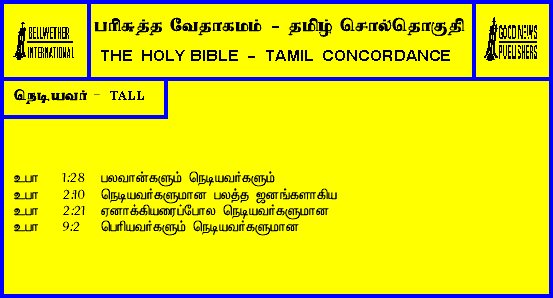 BELLWETHER
INTERNATIONAL
பரிசுத்த வேதாகமம் - தமிழ் சொல்தொகுதி
THE HOLY BIBLE - TAMIL CONCORDANCE
GOOD NEWS
PUBLISHERS
நெடியவர் - TALL
உபா 1:28 பலவான்களும் நெடியவர்களும்
உபா 2:10 நெடியவர்களுமான பலத்த ஜனங்களாகிய
உபா 2:21 ஏனாக்கியரைப்போல நெடியவர்களுமான
உபா 9:2 பெரியவர்களும் நெடியவர்களுமான